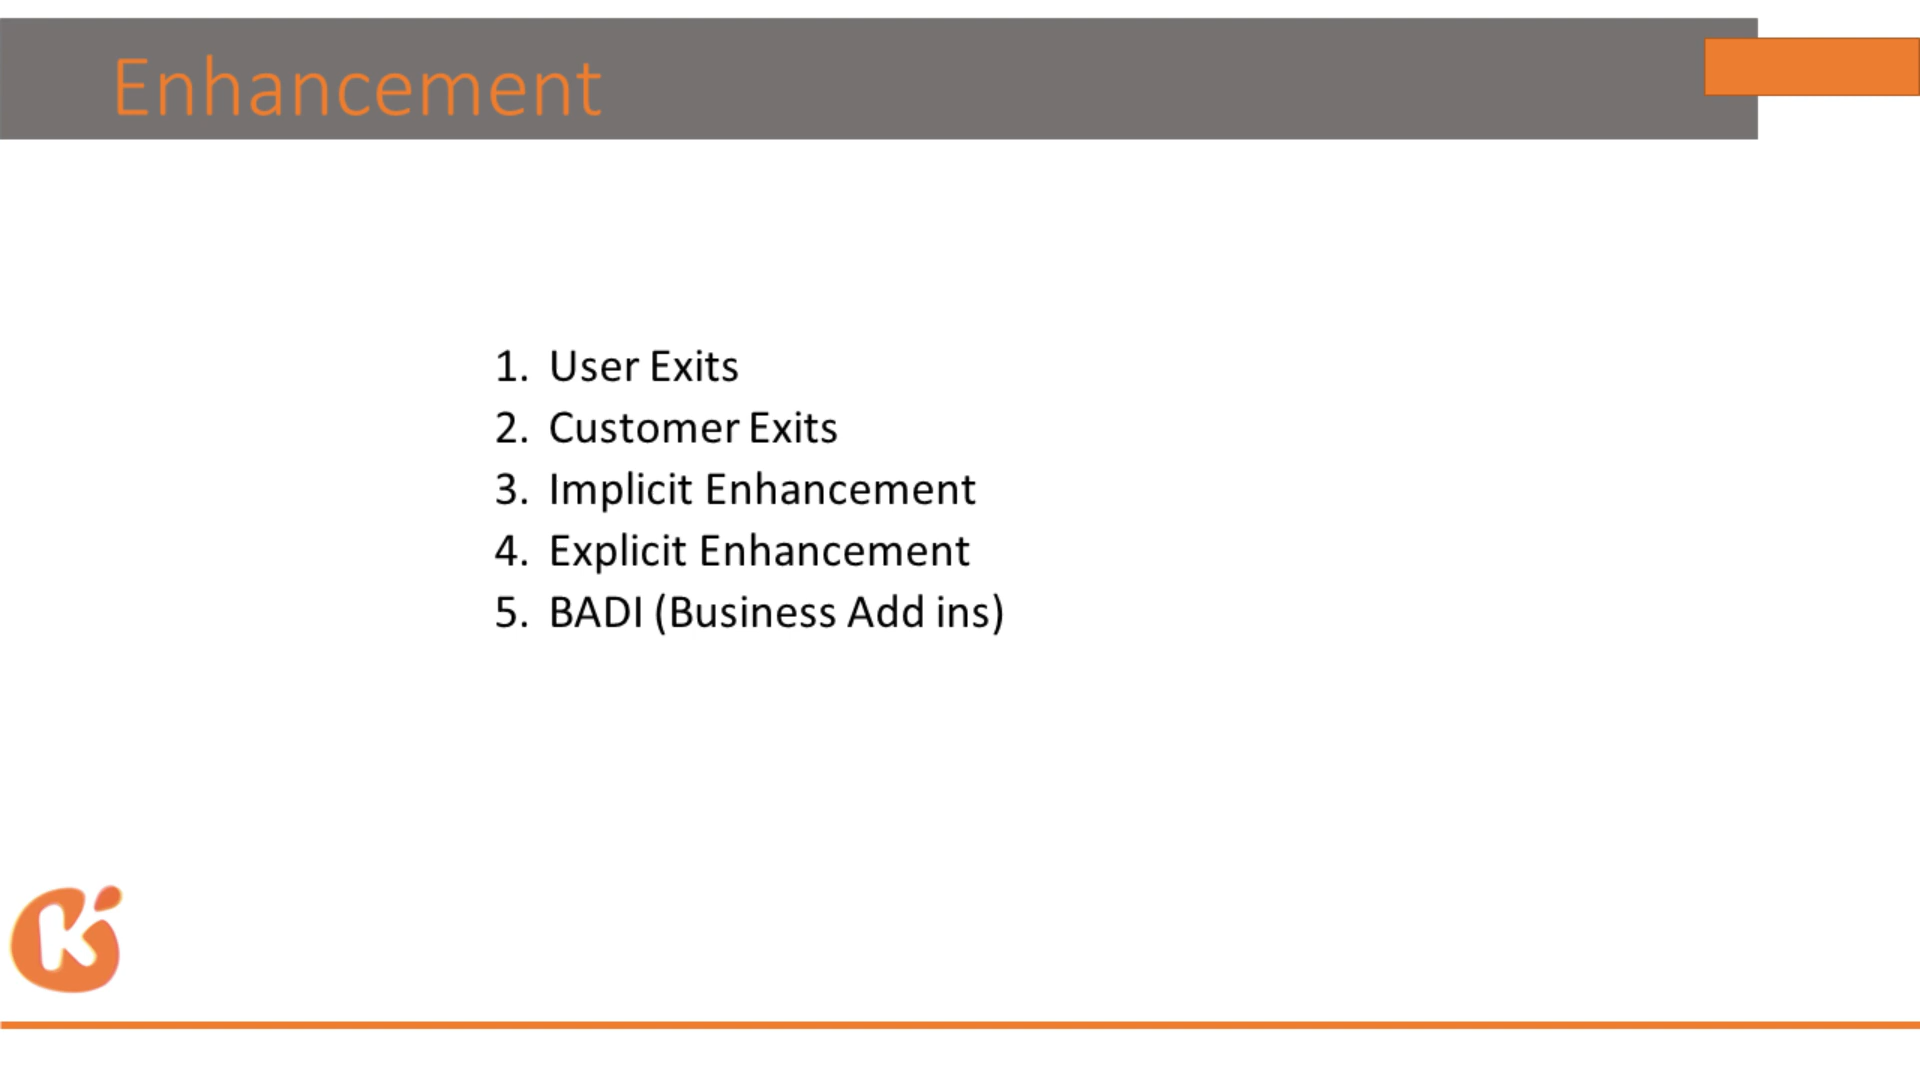 Enhancement
1. User Exits
2. Customer Exits
3. Implicit Enhancement
4. Explicit Enhancement
5. BADI (Business Add ins)
K